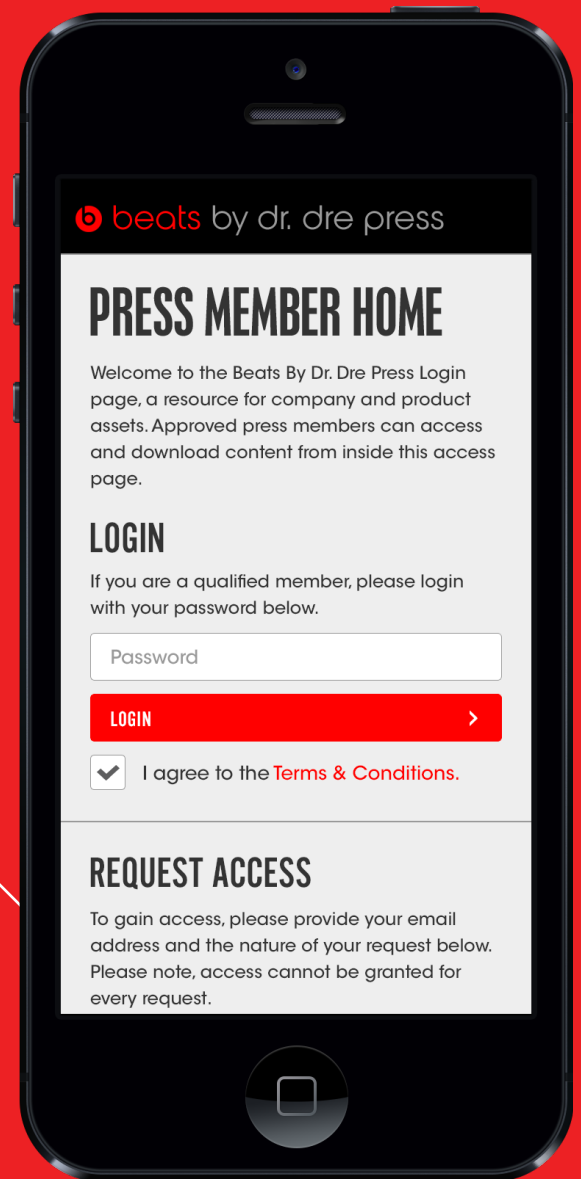 beats by dr. dre press
PRESS MEMBER HOME
Welcome to the Beats By Dr. Dre Press Login
page, a resource for company and product
assets. Approved press members can access
and download content from inside this access
page.
LOGIN
If you are a qualified member, please login
with your password below.
Password
LOGIN
I agree to the Terms & Conditions.
REQUEST ACCESS
To gain access, please provide your email
address and the nature of your request below.
Please note, access cannot be granted for
every request.